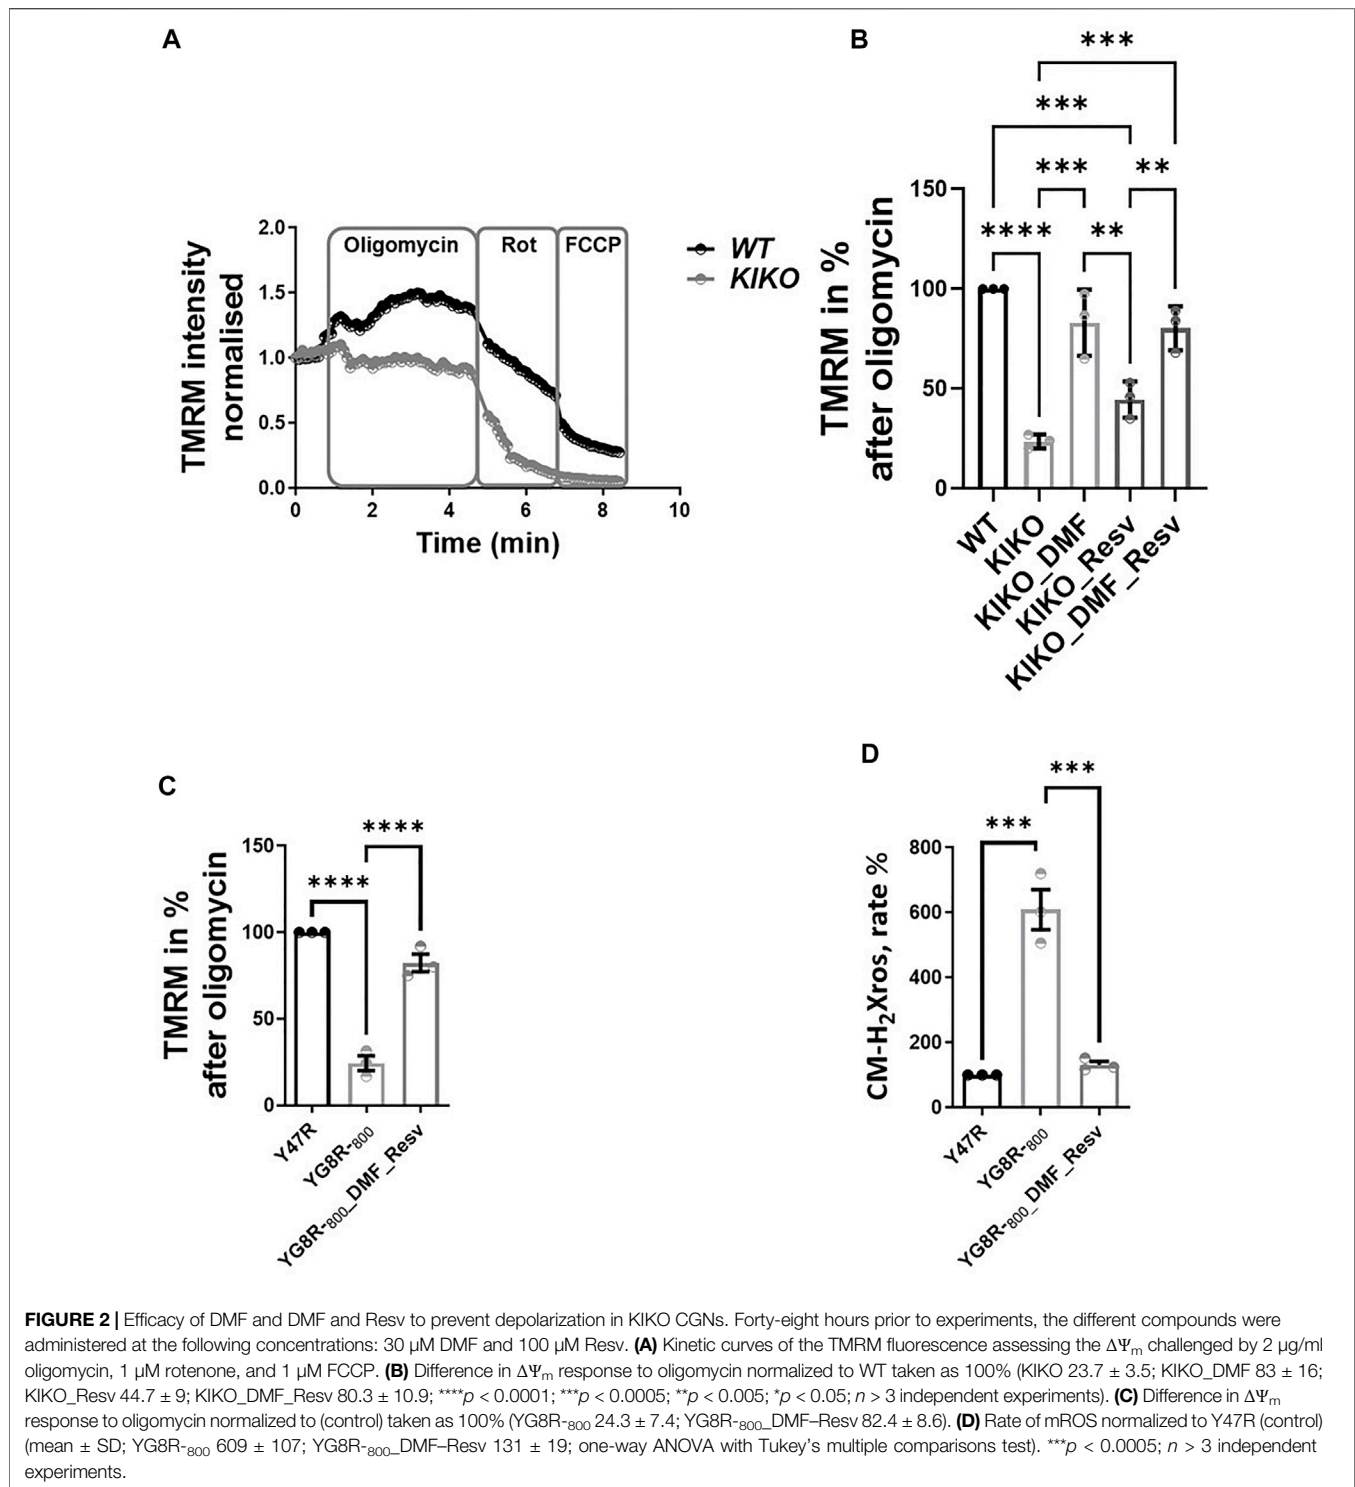 A
TMRM intensity
normalised
2.0
1.5
1.0
0.5
0.0
Oligomycin
Rot
FCCP
0
2
4
6
8
10
Time (min)
WT
KIKO
B
***
***
***
**
****
**
TMRM in %
after oligomycin
150
100
50
0
WT
KIKO
KIKO_DMF
KIKO_Resv
KIKO_DMF_Resv
C
****
****
TMRM in %
after oligomycin
150
100
50
0
Y47R
YG8R-800
YG8R-800_DMF_Resv
D
***
***
CM-H2Xros, rate %
800
600
400
200
0
Y47R
YG8R-800
YG8R-800_DMF_Resv
FIGURE 2 | Efficacy of DMF and DMF and Resv to prevent depolarization in KIKO CGNs. Forty-eight hours prior to experiments, the different compounds were
administered at the following concentrations: 30 µM DMF and 100 µM Resv. (A) Kinetic curves of the TMRM fluorescence assessing the ΔΨm challenged by 2 µg/ml
oligomycin, 1 µM rotenone, and 1 µM FCCP. (B) Difference in ΔΨm response to oligomycin normalized to WT taken as 100% (KIKO 23.7 ± 3.5; KIKO_DMF 83 ± 16;
KIKO_Resv 44.7 ± 9; KIKO_DMF_Resv 80.3 ± 10.9; ****p < 0.0001; ***p < 0.0005; **p < 0.005; *p < 0.05; n > 3 independent experiments). (C) Difference in ΔΨm
response to oligomycin normalized to (control) taken as 100% (YG8R-800 24.3 ± 7.4; YG8R-800_DMF–Resv 82.4 ± 8.6). (D) Rate of mROS normalized to Y47R (control)
(mean ± SD; YG8R-800 609 ± 107; YG8R-800_DMF–Resv 131 ± 19; one-way ANOVA with Tukey’s multiple comparisons test). ***p < 0.0005; n > 3 independent
experiments.